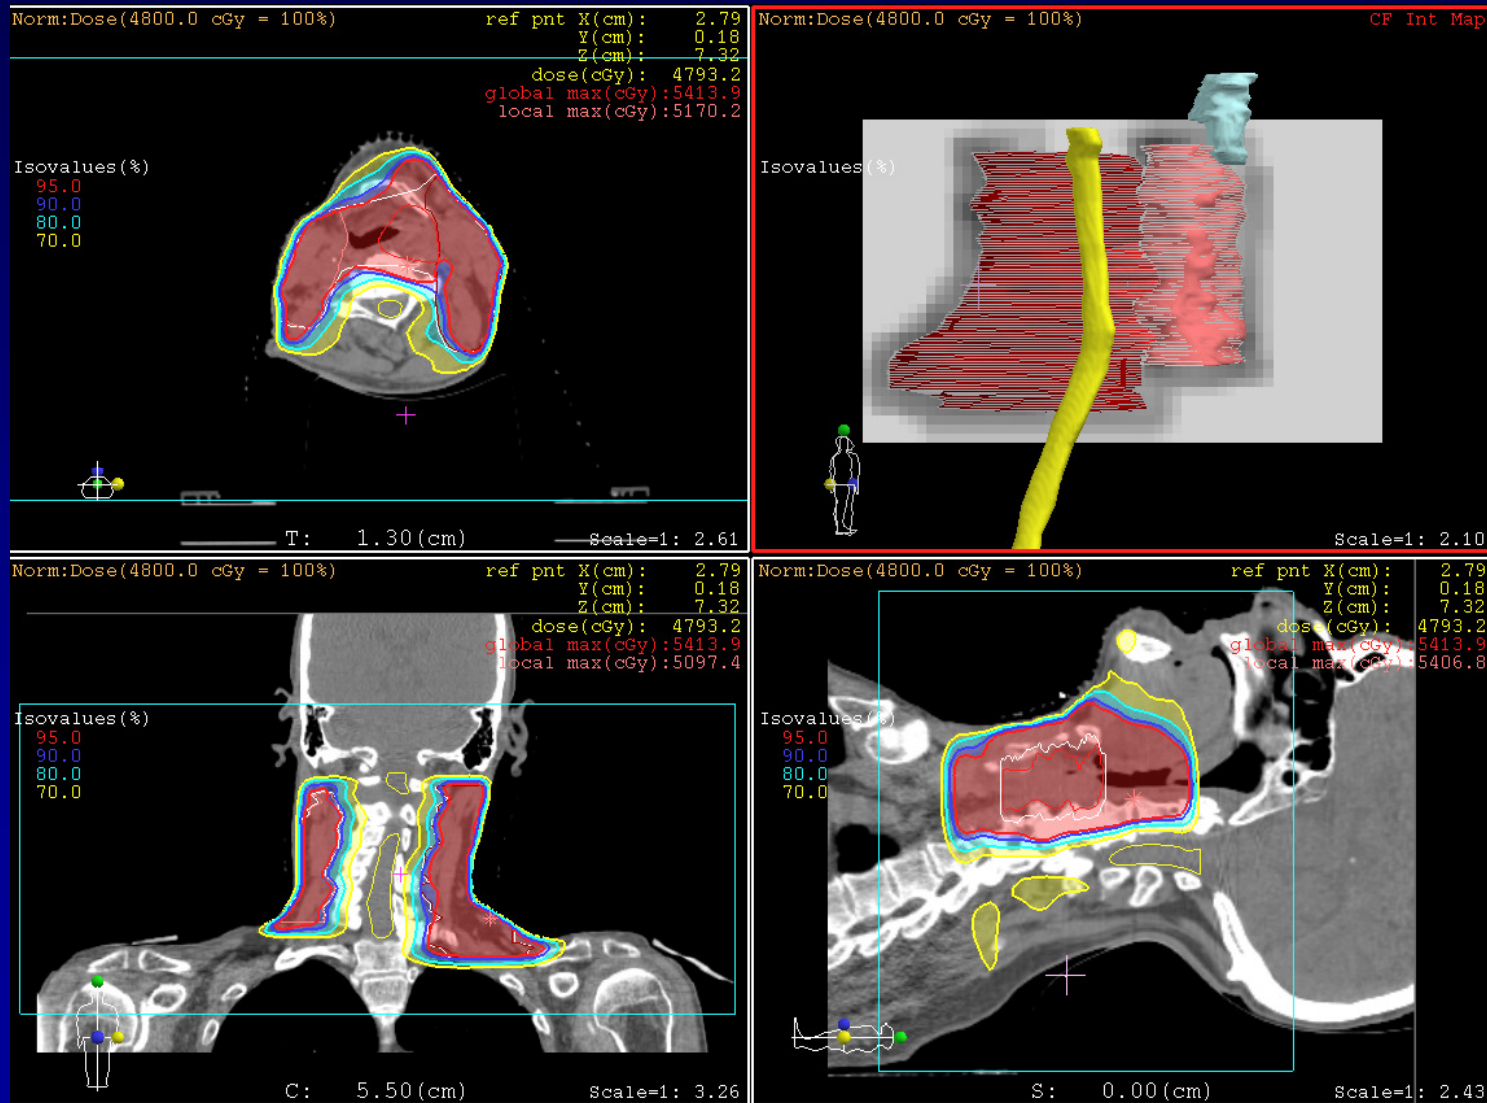 Norm:Dose(4800.0 cGy = 100%)
ref pnt X(cm): 2.79
Y(cm): 0.18
Z(cm): 7.32
dose(cGy): 4793.2
global max(cGy):5413.9
local max(cGy):5170.2
Isovalues(%)
95.0
90.0
80.0
70.0
T: 1.30(cm)
Scale=1: 2.61
Norm:Dose(4800.0 cGy = 100%)
CF Int Map
Isovalues(%)
Scale=1: 2.10
Norm:Dose(4800.0 cGy = 100%)
ref pnt X(cm): 2.79
Y(cm): 0.18
Z(cm): 7.32
dose(cGy): 4793.2
global max(cGy):5413.9
local max(cGy):5097.4
Isovalues(%)
95.0
90.0
80.0
70.0
C: 5.50(cm)
Scale=1: 3.26
Norm:Dose(4800.0 cGy = 100%)
ref pnt X(cm): 2.79
Y(cm): 0.18
Z(cm): 7.32
dose(cGy): 4793.2
global max(cGy):5413.9
local max(cGy):5406.8
Isovalues(%)
95.0
90.0
80.0
70.0
S: 0.00(cm)
Scale=1: 2.43